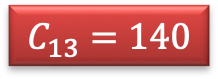 C₁₃ = 140